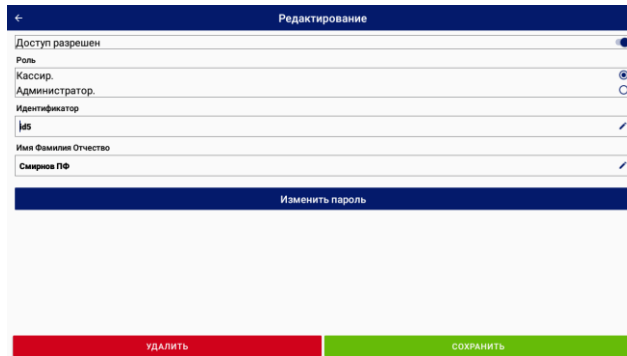 Редактирование
Доступ разрешен
Роль
Кассир.
Администратор.
Идентификатор
id5
Имя Фамилия Отчество
Смирнов ПФ
Изменить пароль
УДАЛИТЬ
СОХРАНИТЬ